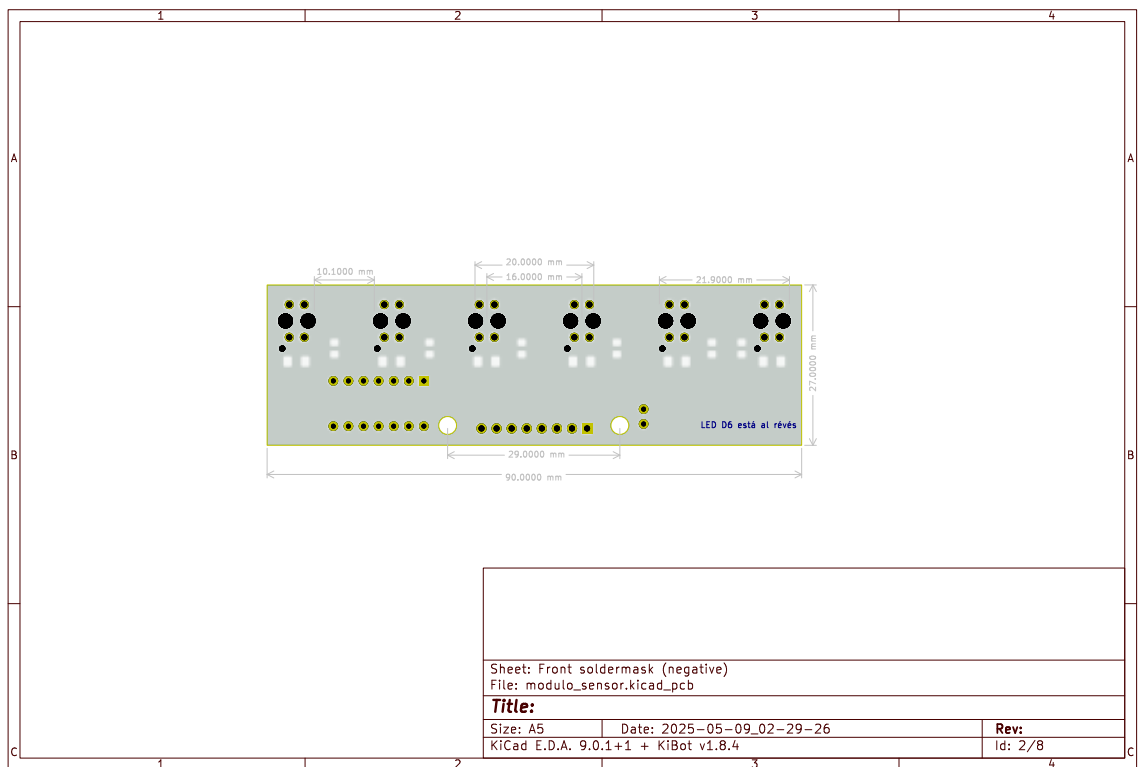 1 2 3 4
A A
20.0000 mm
10.1000 mm 16.0000 mm 21.9000 mm
27.0000 mm
LED D6 está al révés
B B
29.0000 mm
90.0000 mm
Sheet: Front soldermask (negative)
File: modulo_sensor.kicad_pcb
Title:
Size: A5 Date: 2025-05-09_02-29-26 Rev:
KiCad E.D.A. 9.0.1+1 + KiBot v1.8.4 Id: 2/8
C C
1 2 3 4